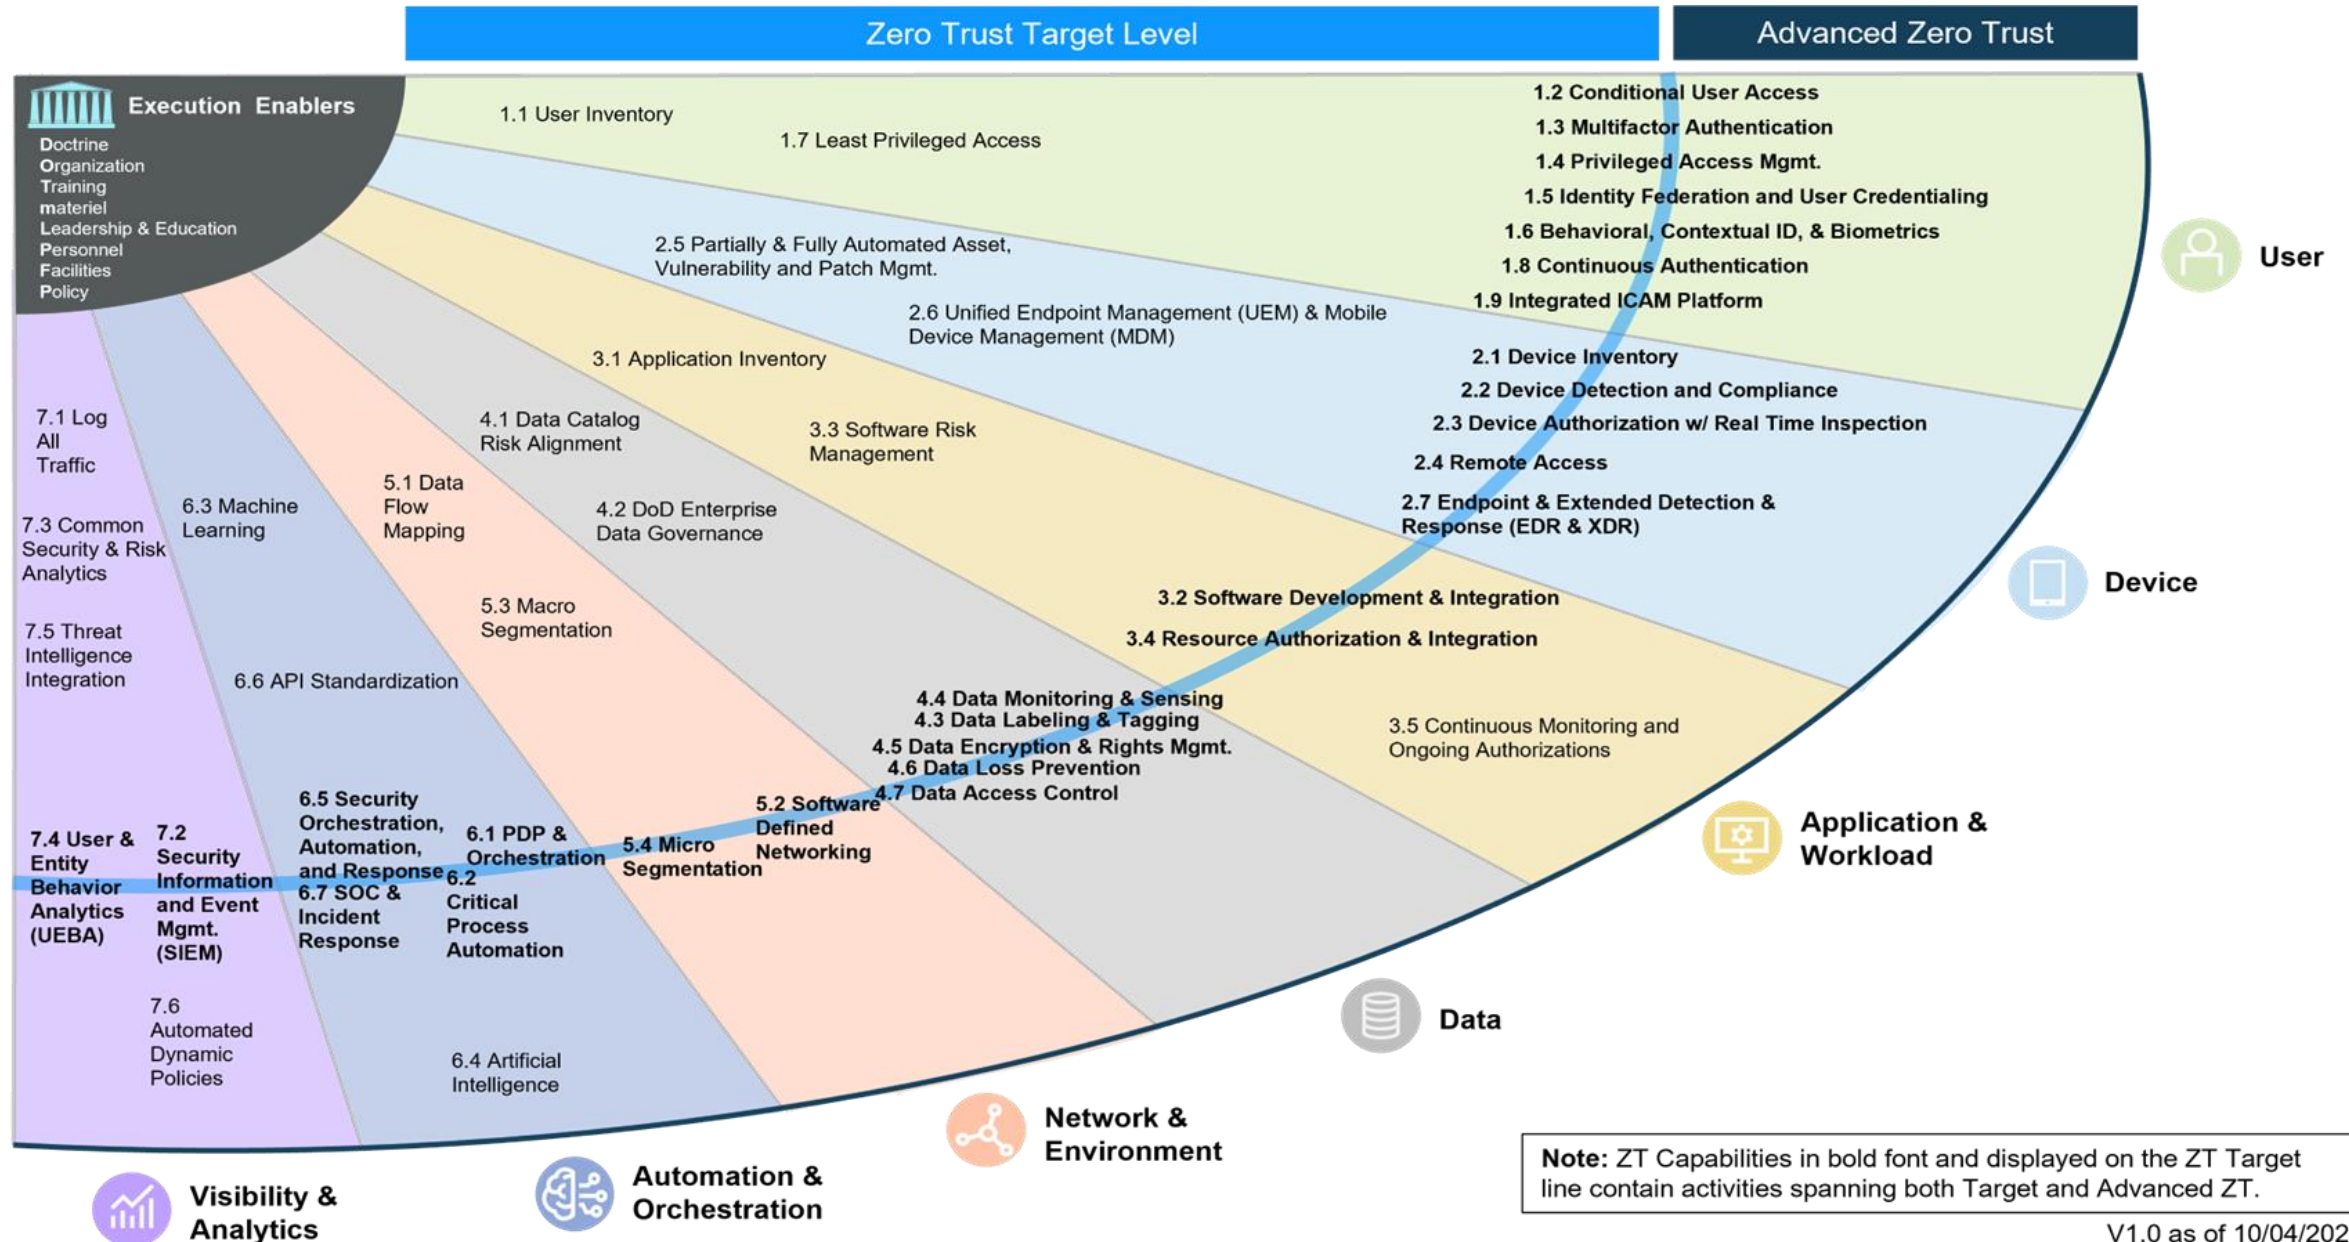 Zero Trust Target Level
Advanced Zero Trust
Execution Enablers
Doctrine
Organization
Training
materiel
Leadership & Education
Personnel
Facilities
Policy
1.1 User Inventory
1.7 Least Privileged Access
1.2 Conditional User Access
1.3 Multifactor Authentication
1.4 Privileged Access Mgmt.
1.5 Identity Federation and User Credentialing
1.6 Behavioral, Contextual ID, & Biometrics
1.8 Continuous Authentication
1.9 Integrated ICAM Platform
User
2.5 Partially & Fully Automated Asset,
Vulnerability and Patch Mgmt.
2.6 Unified Endpoint Management (UEM) & Mobile
Device Management (MDM)
2.1 Device Inventory
2.2 Device Detection and Compliance
2.3 Device Authorization w/ Real Time Inspection
2.4 Remote Access
2.7 Endpoint & Extended Detection &
Response (EDR & XDR)
Device
3.1 Application Inventory
3.3 Software Risk
Management
3.2 Software Development & Integration
3.4 Resource Authorization & Integration
3.5 Continuous Monitoring and
Ongoing Authorizations
Application &
Workload
4.1 Data Catalog
Risk Alignment
4.2 DoD Enterprise
Data Governance
4.4 Data Monitoring & Sensing
4.3 Data Labeling & Tagging
4.5 Data Encryption & Rights Mgmt.
4.6 Data Loss Prevention
4.7 Data Access Control
Data
5.1 Data
Flow
Mapping
5.3 Macro
Segmentation
5.2 Software
Defined
Networking
5.4 Micro
Segmentation
Network &
Environment
6.3 Machine
Learning
6.6 API Standardization
6.5 Security
Orchestration,
Automation,
and Response
6.1 PDP &
Orchestration
6.7 SOC &
Incident
Response
6.2
Critical
Process
Automation
6.4 Artificial
Intelligence
Automation &
Orchestration
7.1 Log
All
Traffic
7.3 Common
Security & Risk
Analytics
7.5 Threat
Intelligence
Integration
7.4 User &
Entity
Behavior
Analytics
(UEBA)
7.2
Security
Information
and Event
Mgmt.
(SIEM)
7.6
Automated
Dynamic
Policies
Visibility &
Analytics
Note: ZT Capabilities in bold font and displayed on the ZT Target
line contain activities spanning both Target and Advanced ZT.
V1.0 as of 10/04/202